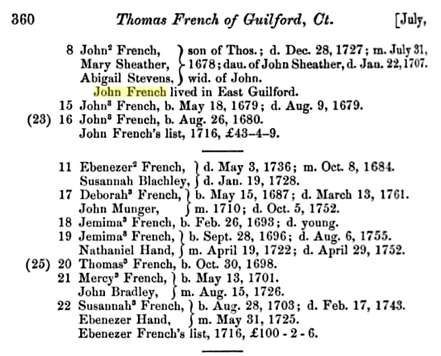 360 Thomas French of Guilford, Ct. [July,
8 John² French, } son of Thos.; d. Dec. 28, 1727; m. July 31,
Mary Sheather, } 1678; dau. of John Sheather, d. Jan. 22, 1707.
Abigail Stevens, } wid. of John.
John French lived in East Guilford.
15 John³ French, b. May 18, 1679; d. Aug. 9, 1679.
(23) 16 John³ French, b. Aug. 26, 1680.
John French's list, 1716, £43-4-9.
11 Ebenezer² French, } d. May 3, 1736; m. Oct. 8, 1684.
Susannah Blachley, } d. Jan. 19, 1728.
17 Deborah³ French, } b. May 15, 1687; d. March 13, 1761.
John Munger, } m. 1710; d. Oct. 5, 1752.
18 Jemima³ French, b. Feb. 26, 1693; d. young.
19 Jemima³ French, } b. Sept. 28, 1696; d. Aug. 6, 1755.
Nathaniel Hand, } m. April 19, 1722; d. April 29, 1752.
(25) 20 Thomas³ French, b. Oct. 30, 1698.
21 Mercy³ French, } b. May 13, 1701.
John Bradley, } m. Aug. 15, 1726.
22 Susannah³ French, } b. Aug. 28, 1703; d. Feb. 17, 1743.
Ebenezer Hand, } m. May 31, 1725.
Ebenezer French's list, 1716, £100 - 2 - 6.